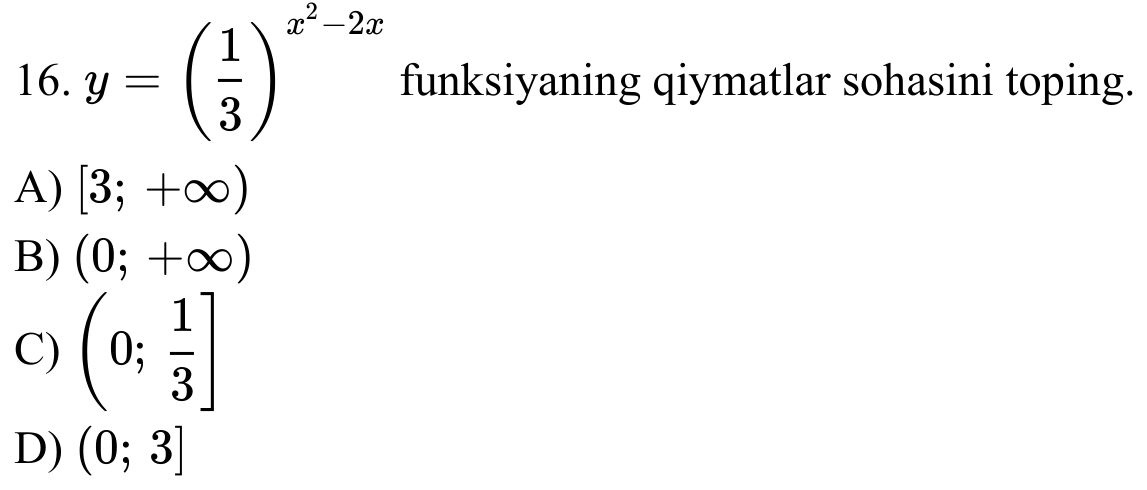 16. y = (1/3)^(x²−2x) funksiyaning qiymatlar sohasini toping.
A) [3; +∞)
B) (0; +∞)
C) (0; 1/3]
D) (0; 3]